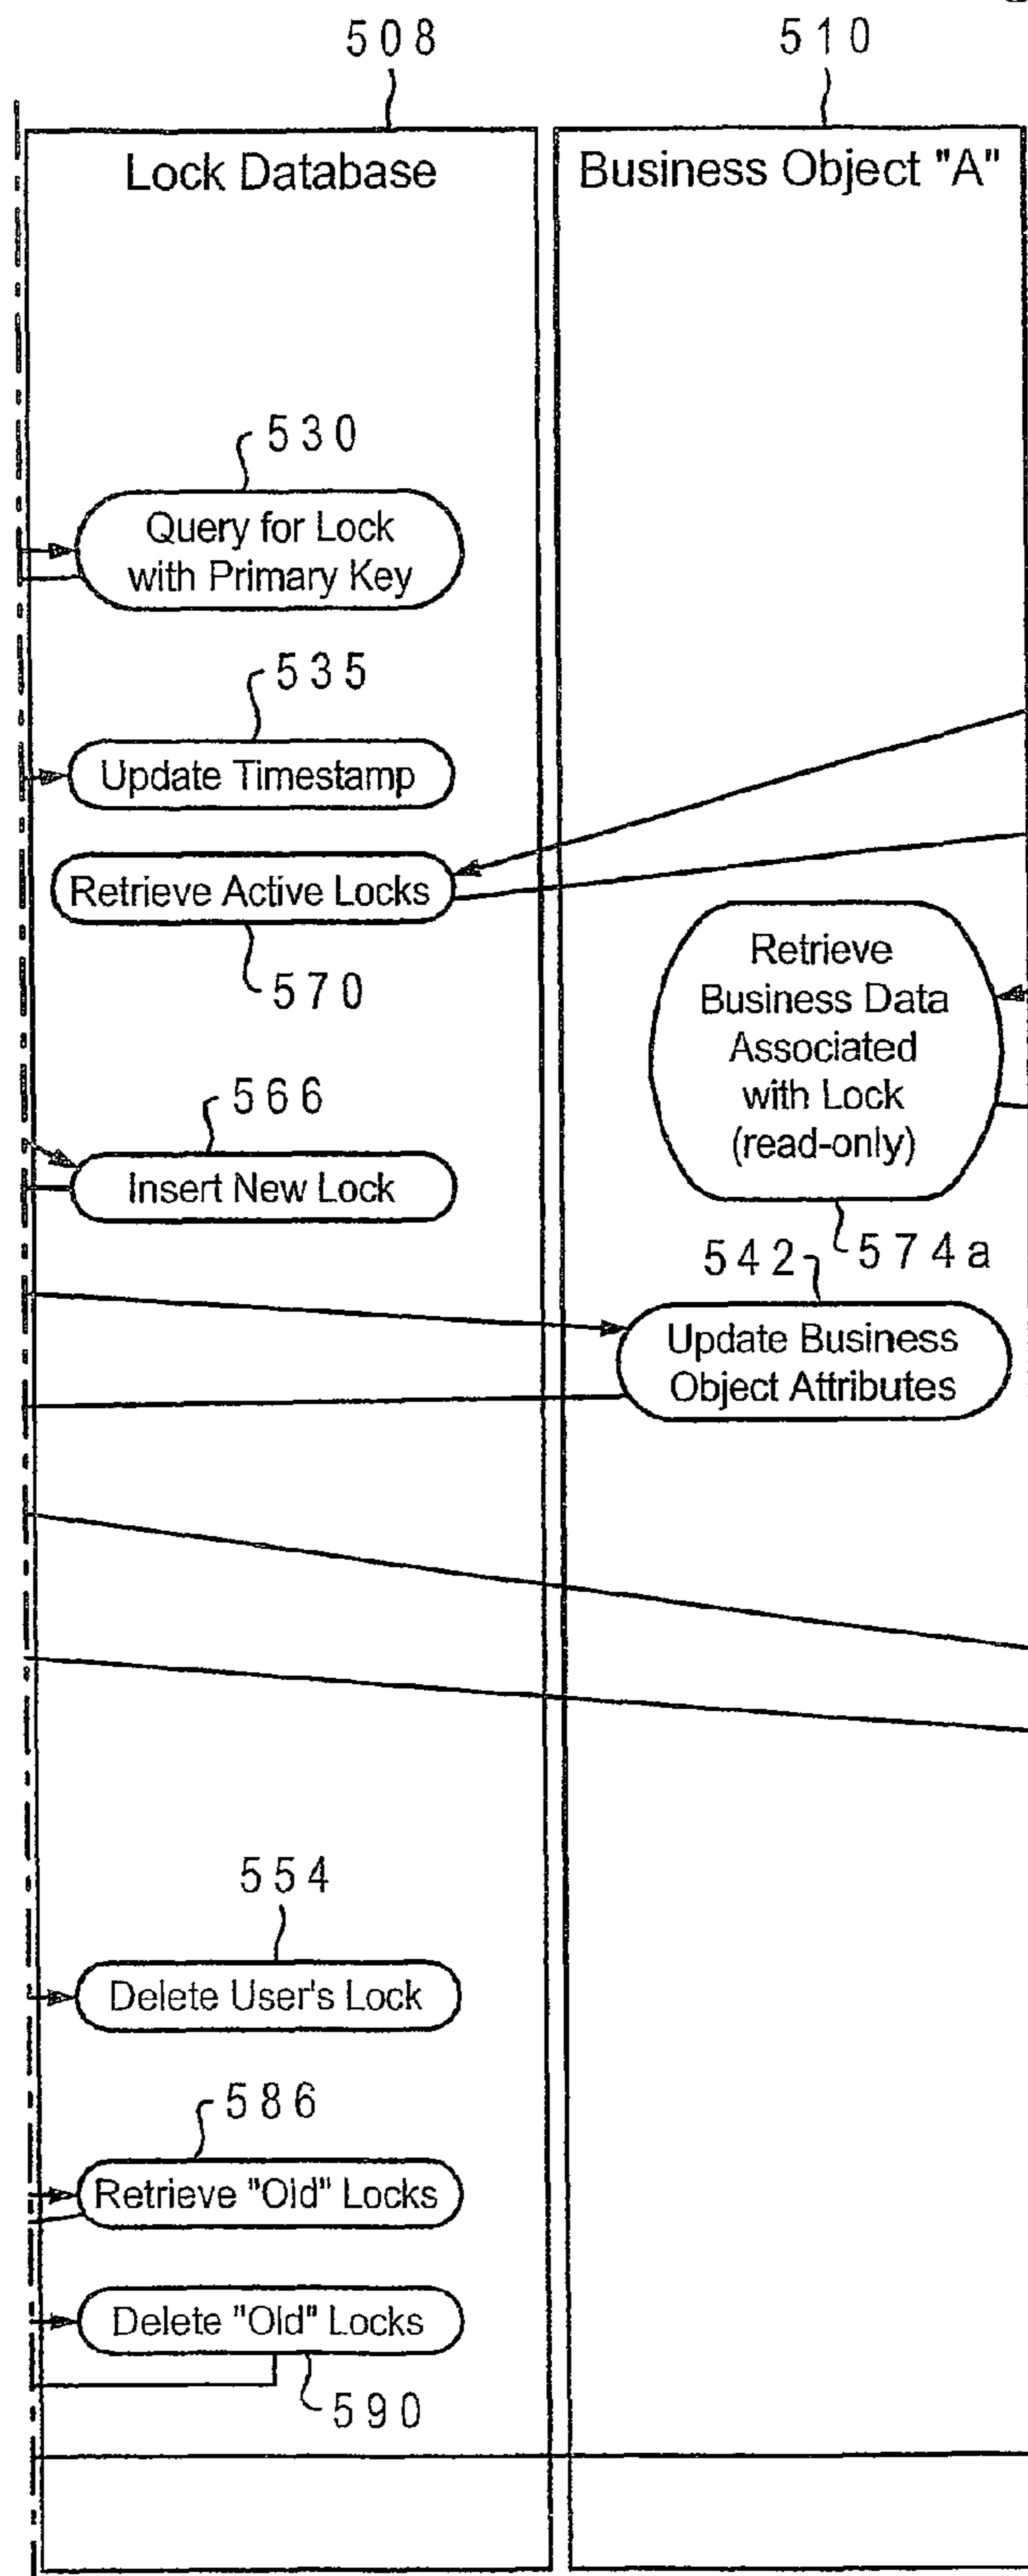 508
510
Lock Database
Business Object "A"
530
Query for Lock
with Primary Key
535
Update Timestamp
Retrieve Active Locks
570
Retrieve
Business Data
Associated
with Lock
(read-only)
574a
566
Insert New Lock
542
Update Business
Object Attributes
554
Delete User's Lock
586
Retrieve "Old" Locks
Delete "Old" Locks
590